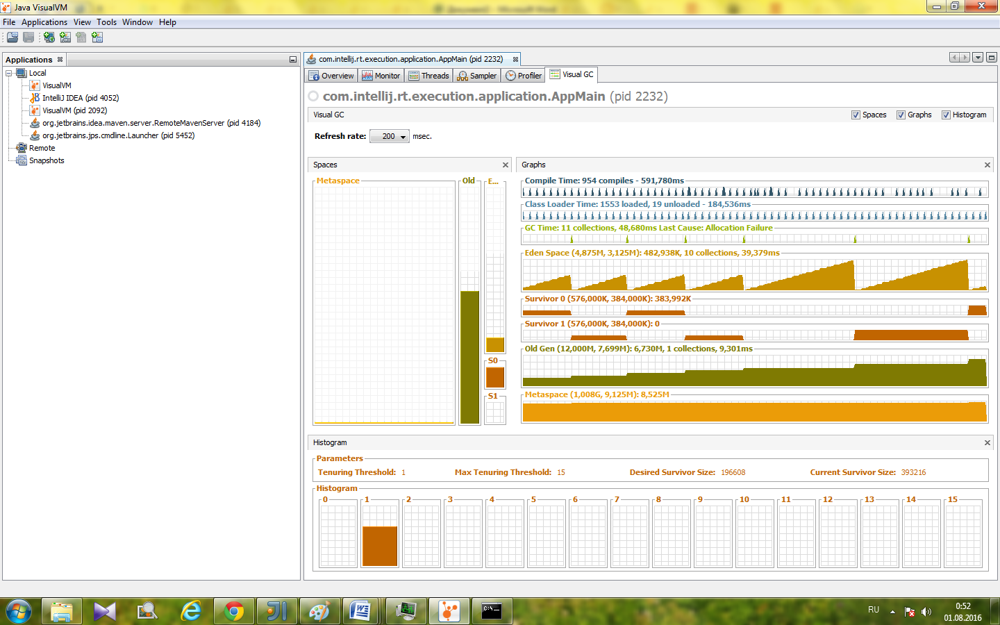 Java VisualVM
File Applications View Tools Window Help
Applications
Local
VisualVM
IntelliJ IDEA (pid 4052)
VisualVM (pid 2092)
org.jetbrains.idea.maven.server.RemoteMavenServer (pid 4184)
org.jetbrains.jps.cmdline.Launcher (pid 5452)
Remote
Snapshots
com.intellij.rt.execution.application.AppMain (pid 2232)
Overview Monitor Threads Sampler Profiler Visual GC
com.intellij.rt.execution.application.AppMain (pid 2232)
Visual GC Spaces Graphs Histogram
Refresh rate: 200 msec.
Spaces
Metaspace Old E...
S0
S1
Graphs
Compile Time: 954 compiles - 591,780ms
Class Loader Time: 1553 loaded, 19 unloaded - 184,536ms
GC Time: 11 collections, 48,680ms Last Cause: Allocation Failure
Eden Space (4,875M, 3,125M): 482,938K, 10 collections, 39,379ms
Survivor 0 (576,000K, 384,000K): 383,992K
Survivor 1 (576,000K, 384,000K): 0
Old Gen (12,000M, 7,699M): 6,730M, 1 collections, 9,301ms
Metaspace (1,008G, 9,125M): 8,525M
Histogram
Parameters
Tenuring Threshold: 1 Max Tenuring Threshold: 15 Desired Survivor Size: 196608 Current Survivor Size: 393216
Histogram
0 1 2 3 4 5 6 7 8 9 10 11 12 13 14 15
C:\_
RU
0:52
01.08.2016